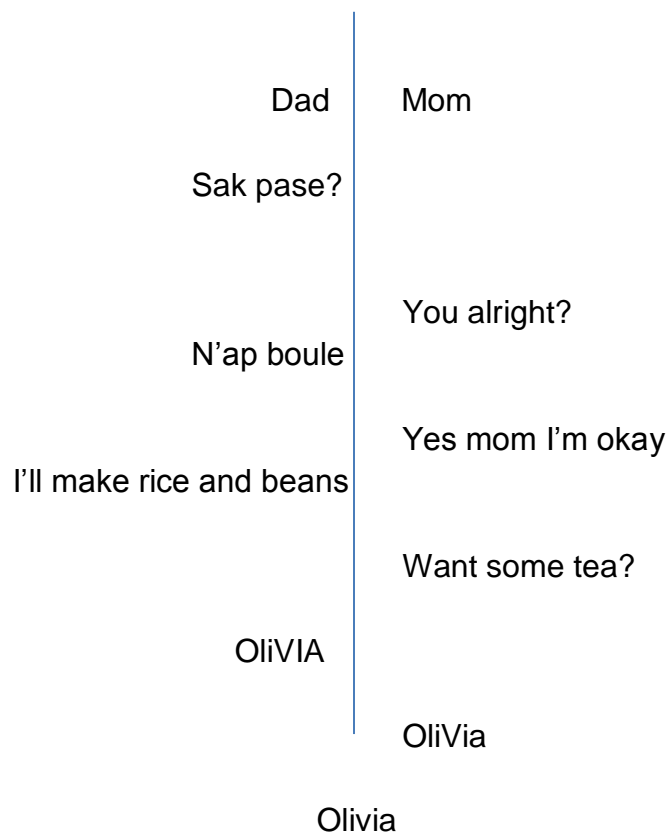 Dad Mom
Sak pase?
You alright?
N’ap boule
Yes mom I’m okay
I’ll make rice and beans
Want some tea?
OliVIA
OliVia
Olivia